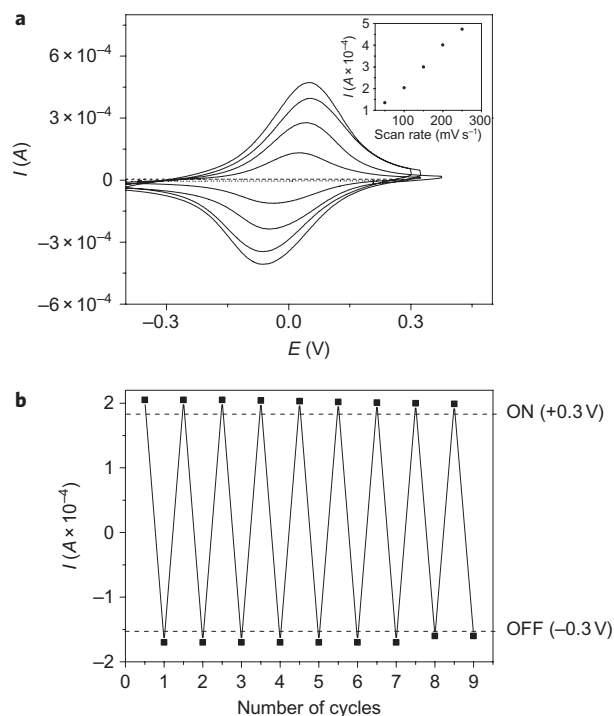 a
6 × 10⁻⁴
3 × 10⁻⁴
0
–3 × 10⁻⁴
–6 × 10⁻⁴
I (A)
–0.3
0.0
0.3
E (V)
5
4
3
2
1
I (A × 10⁻⁴)
100
200
300
Scan rate (mV s⁻¹)
b
2
1
0
–1
–2
I (A × 10⁻⁴)
ON (+0.3 V)
OFF (–0.3 V)
0 1 2 3 4 5 6 7 8 9
Number of cycles